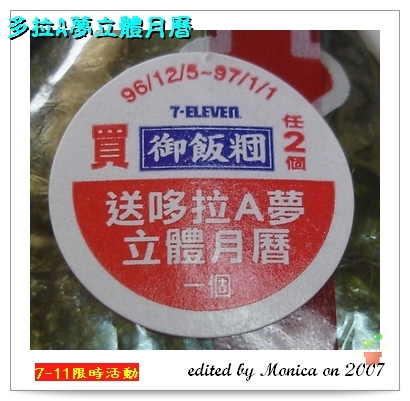 多拉A夢立體月曆
96/12/5~97/1/1
7-ELEVEN
買 御飯糰 任2個
送哆拉A夢
立體月曆
一個
7-11限時活動
edited by Monica on 2007